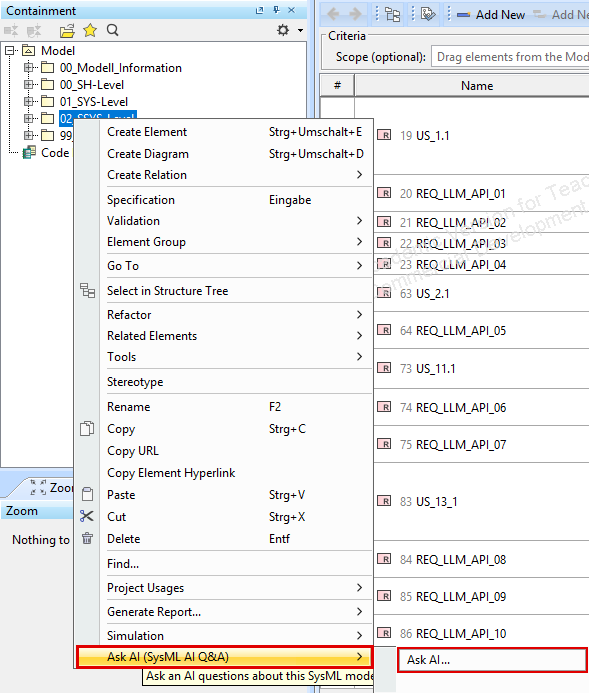 Containment
Model
00_Modell_Information
00_SH-Level
01_SYS-Level
02_SSYS-Level
99_
Code
Create Element Strg+Umschalt+E
Create Diagram Strg+Umschalt+D
Create Relation
Specification Eingabe
Validation
Element Group
Go To
Select in Structure Tree
Refactor
Related Elements
Tools
Stereotype
Rename F2
Copy Strg+C
Copy URL
Copy Element Hyperlink
Paste Strg+V
Cut Strg+X
Delete Entf
Find...
Project Usages
Generate Report...
Simulation
Ask AI (SysML AI Q&A)
Ask AI...
Ask an AI questions about this SysML mode
Zoo
Zoom
Nothing to
Add New
Add Ne
Criteria
Scope (optional): Drag elements from the Mod
# Name
R 19 US_1.1
R 20 REQ_LLM_API_01
R 21 REQ_LLM_API_02
R 22 REQ_LLM_API_03
R 23 REQ_LLM_API_04
R 63 US_2.1
R 64 REQ_LLM_API_05
R 73 US_11.1
R 74 REQ_LLM_API_06
R 75 REQ_LLM_API_07
R 83 US_13_1
R 84 REQ_LLM_API_08
R 85 REQ_LLM_API_09
R 86 REQ_LLM_API_10
for Teac